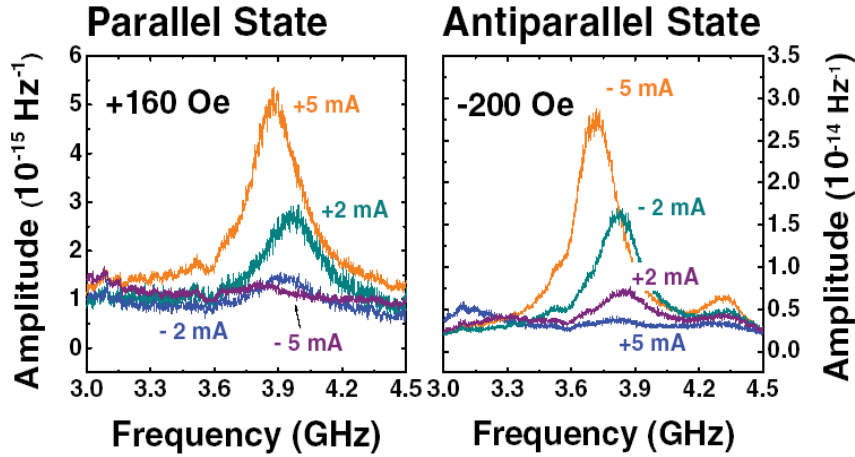 Parallel State
Antiparallel State
Amplitude (10⁻¹⁵ Hz⁻¹)
6
5
4
3
2
1
0
+160 Oe
+5 mA
+2 mA
- 2 mA
- 5 mA
3.0 3.3 3.6 3.9 4.2 4.5
Frequency (GHz)
-200 Oe
- 5 mA
- 2 mA
+2 mA
+5 mA
3.0 3.3 3.6 3.9 4.2 4.5
Frequency (GHz)
3.5
3.0
2.5
2.0
1.5
1.0
0.5
0.0
Amplitude (10⁻¹⁴ Hz⁻¹)